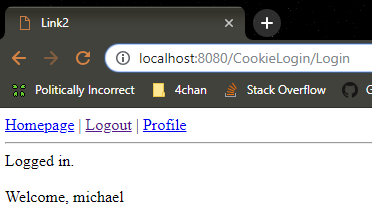 Link2
localhost:8080/CookieLogin/Login
Politically Incorrect 4chan Stack Overflow G
Homepage | Logout | Profile
Logged in.
Welcome, michael